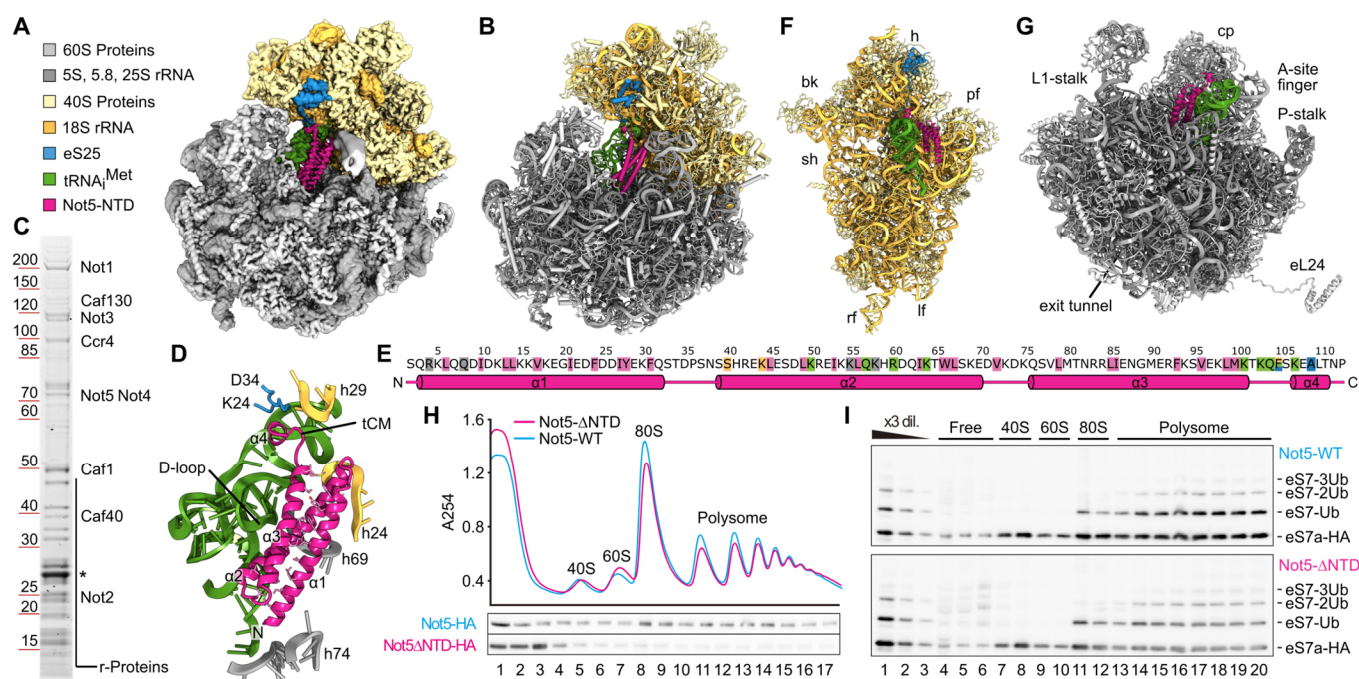 A
60S Proteins
5S, 5.8, 25S rRNA
40S Proteins
18S rRNA
eS25
tRNAiMet
Not5-NTD
B
F
h
bk
pf
sh
rf
lf
G
cp
L1-stalk
A-site
finger
P-stalk
eL24
exit tunnel
C
200
150
120
100
85
70
60
50
40
30
25
20
15
Not1
Caf130
Not3
Ccr4
Not5 Not4
Caf1
Caf40
*
Not2
r-Proteins
D
D34
K24
h29
α4
tCM
D-loop
α3
h24
h69
α2
α1
N
h74
E
5 10 15 20 25 30 35 40 45 50 55 60 65 70 75 80 85 90 95 100 105 110
SQRKLQQDIDKLLKKVKEGIEDFDDIYEKFQSTDPSNSSHREKLESDLKREIKKLQKHRDQIKTWLSKEDVKDKQSVLMTNRRLIENGMERFKSVEKLMKTKQFSKEALTNP
N α1 α2 α3 α4 C
H
Not5-ΔNTD
Not5-WT
1.6
1.2
0.8
0.4
A254
80S
Polysome
60S
40S
Not5-HA
Not5ΔNTD-HA
1 2 3 4 5 6 7 8 9 10 11 12 13 14 15 16 17
I
x3 dil. Free 40S 60S 80S Polysome
Not5-WT
eS7-3Ub
eS7-2Ub
eS7-Ub
eS7a-HA
Not5-ΔNTD
eS7-3Ub
eS7-2Ub
eS7-Ub
eS7a-HA
1 2 3 4 5 6 7 8 9 10 11 12 13 14 15 16 17 18 19 20